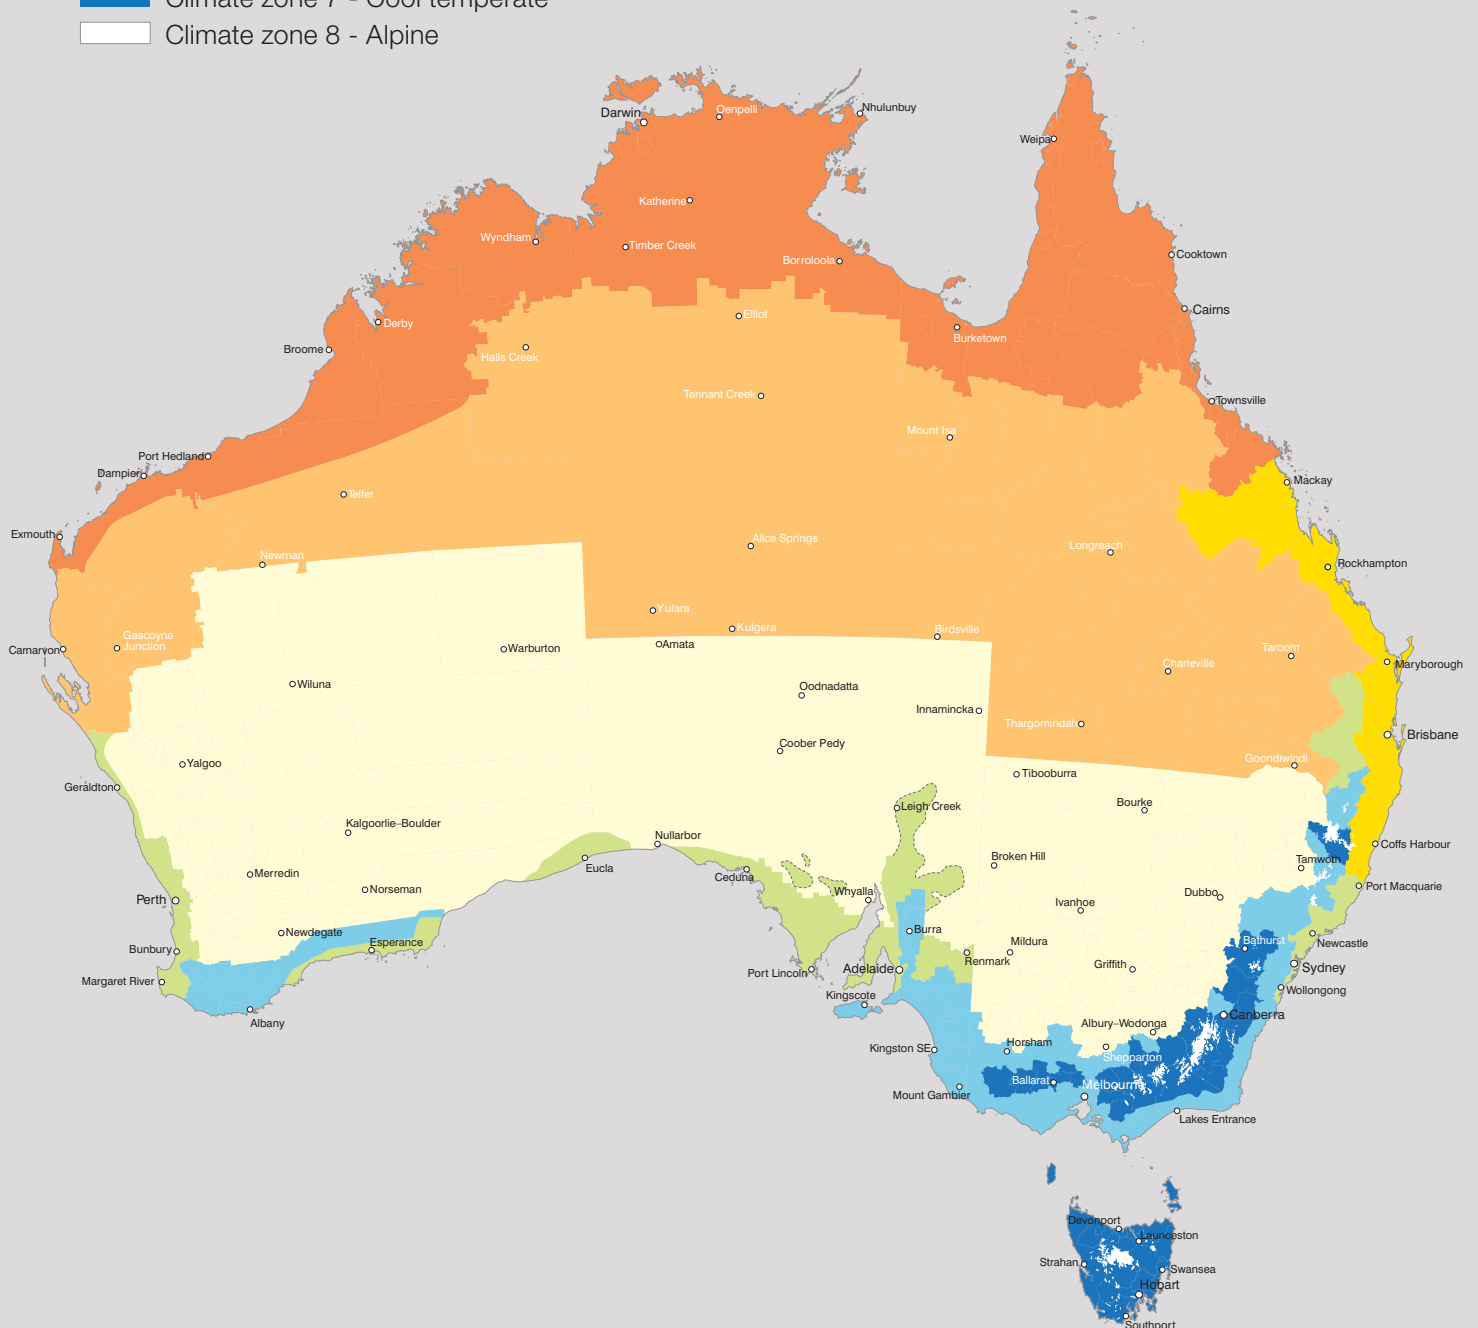 Climate zone 7 - Cool temperate
Climate zone 8 - Alpine
Darwin
Oenpelli
Nhulunbuy
Weipa
Katherine
Wyndham
Timber Creek
Borroloola
Cooktown
Cairns
Derby
Elliot
Burketown
Broome
Halls Creek
Tennant Creek
Townsville
Mount Isa
Port Hedland
Dampier
Mackay
Telfer
Exmouth
Alice Springs
Longreach
Newman
Rockhampton
Yulara
Kulgera
Birdsville
Gascoyne
Junction
Carnarvon
Warburton
Amata
Taroom
Charleville
Maryborough
Wiluna
Oodnadatta
Innamincka
Thargomindah
Brisbane
Coober Pedy
Goondiwindi
Yalgoo
Tibooburra
Geraldton
Leigh Creek
Bourke
Kalgoorlie–Boulder
Nullarbor
Coffs Harbour
Eucla
Broken Hill
Tamwoth
Merredin
Ceduna
Norseman
Whyalla
Dubbo
Port Macquarie
Perth
Ivanhoe
Newdegate
Burra
Esperance
Mildura
Bathurst
Newcastle
Bunbury
Renmark
Griffith
Port Lincoln
Adelaide
Sydney
Margaret River
Kingscote
Wollongong
Albany
Albury–Wodonga
Canberra
Kingston SE
Horsham
Shepparton
Ballarat
Melbourne
Mount Gambier
Lakes Entrance
Devonport
Launceston
Strahan
Swansea
Hobart
Southport